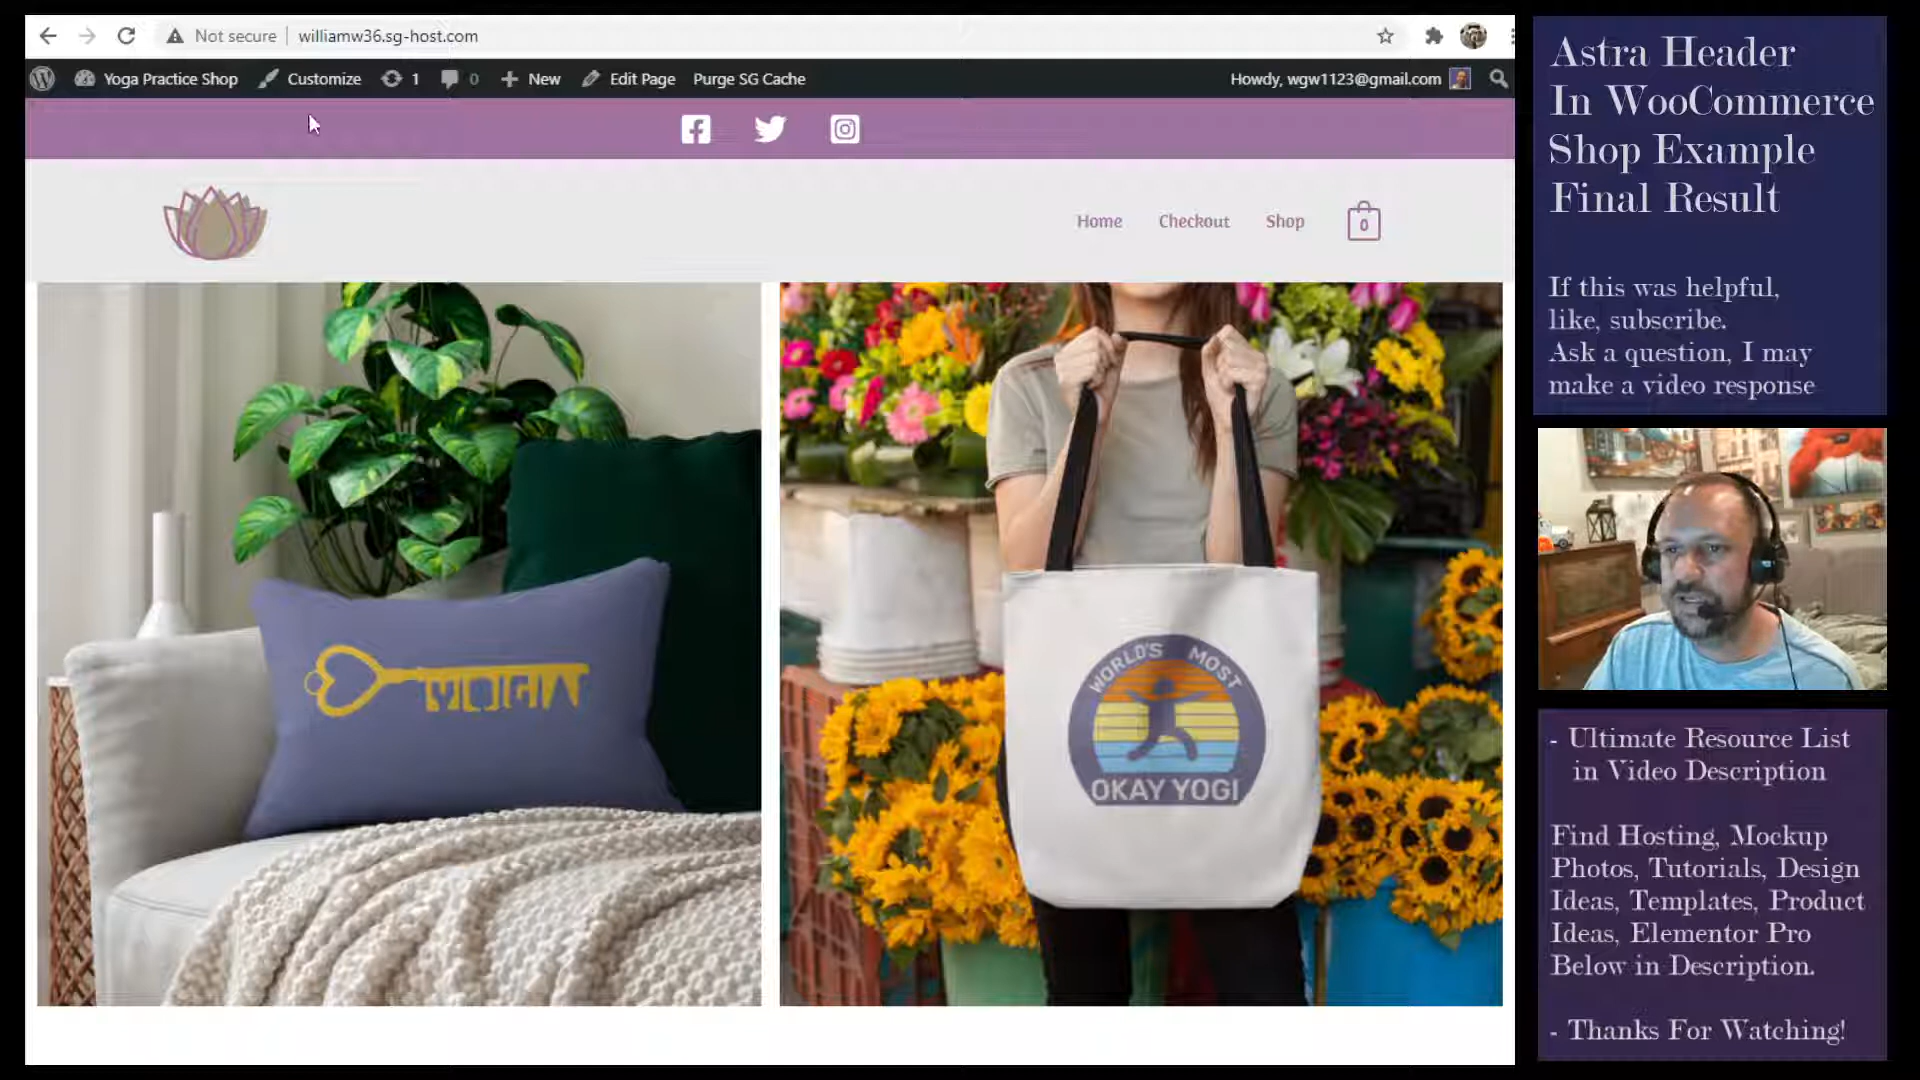 Not secure
williamw36.sg-host.com
Yoga Practice Shop
Customize
1
0
New
Edit Page
Purge SG Cache
Howdy, wgw1123@gmail.com
Home
Checkout
Shop
0
WORLD'S MOST
OKAY YOGI
Astra Header
In WooCommerce
Shop Example
Final Result
If this was helpful,
like, subscribe.
Ask a question, I may
make a video response
- Ultimate Resource List
in Video Description
Find Hosting, Mockup
Photos, Tutorials, Design
Ideas, Templates, Product
Ideas, Elementor Pro
Below in Description.
- Thanks For Watching!